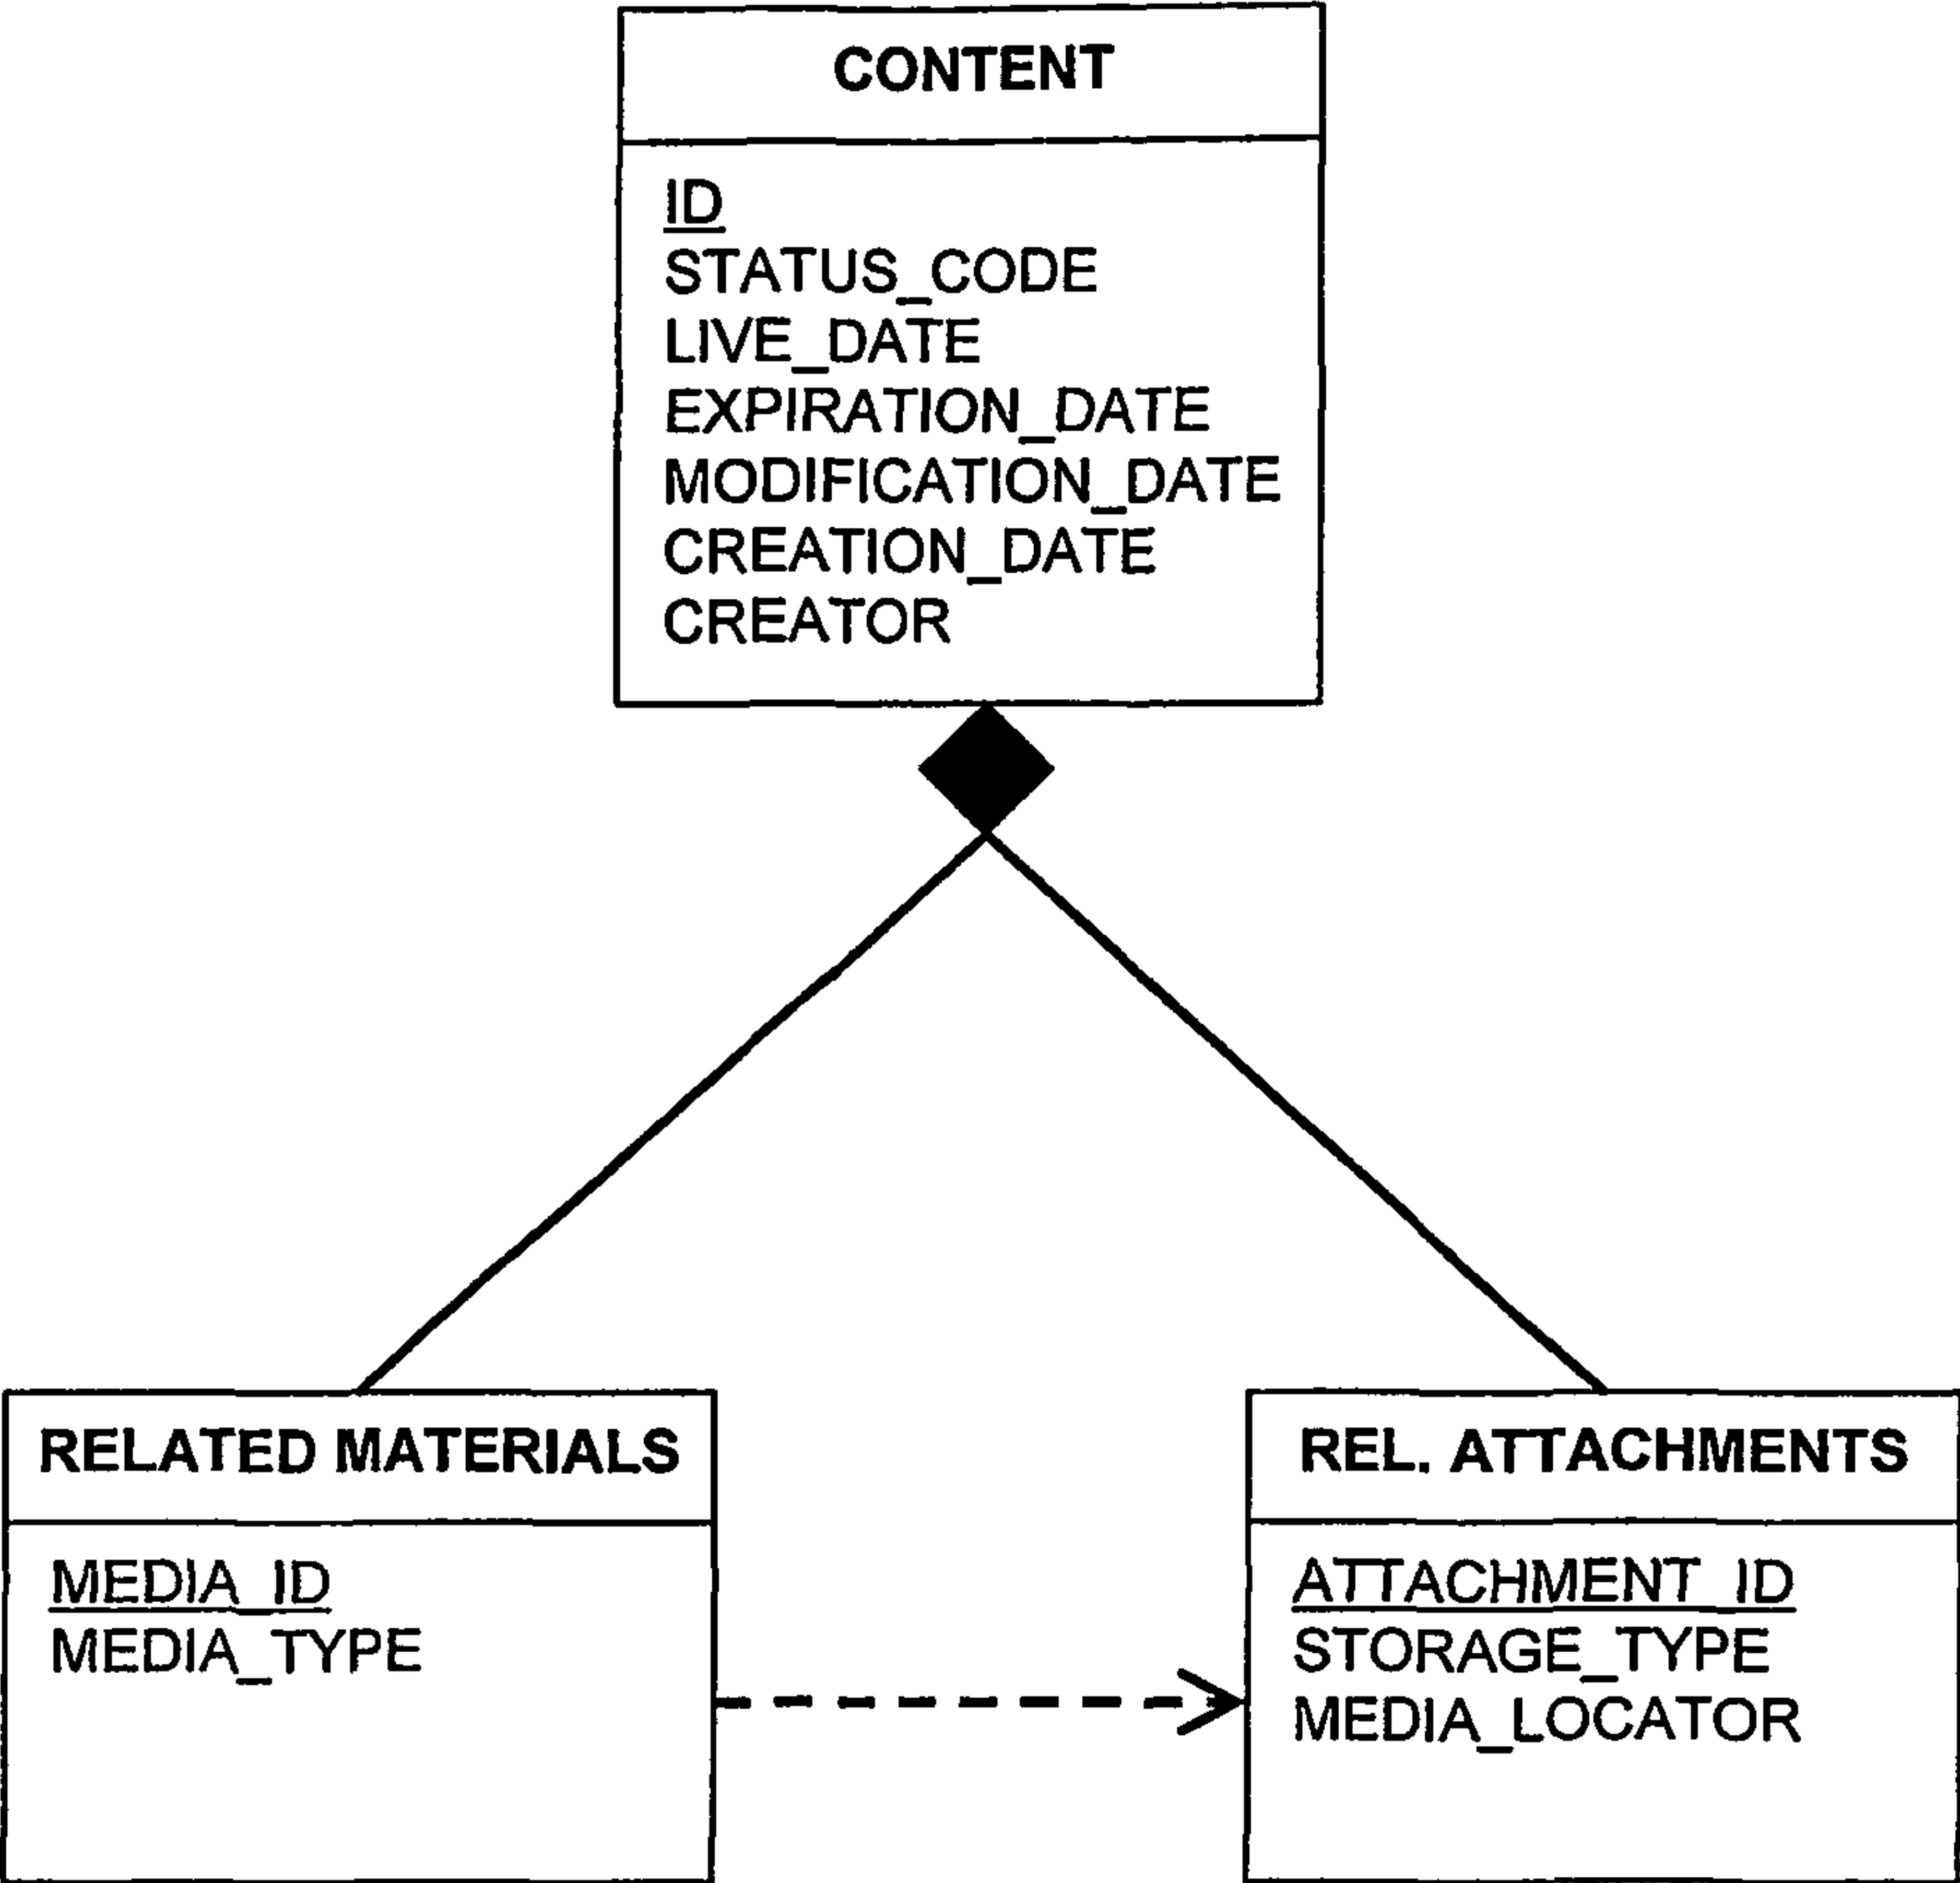 CONTENT
ID
STATUS_CODE
LIVE_DATE
EXPIRATION_DATE
MODIFICATION_DATE
CREATION_DATE
CREATOR
RELATED MATERIALS
MEDIA_ID
MEDIA_TYPE
REL. ATTACHMENTS
ATTACHMENT_ID
STORAGE_TYPE
MEDIA_LOCATOR